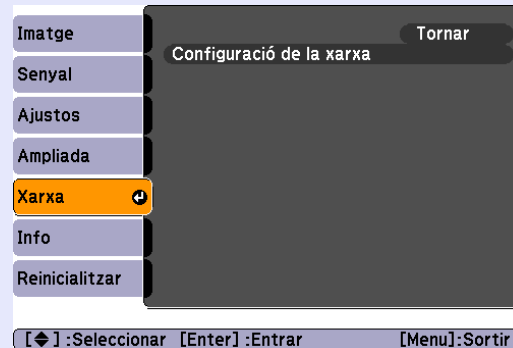 Imatge
Senyal
Ajustos
Ampliada
Xarxa
Info
Reinicialitzar
Tornar
Configuració de la xarxa
[◆] :Seleccionar [Enter] :Entrar [Menu]:Sortir